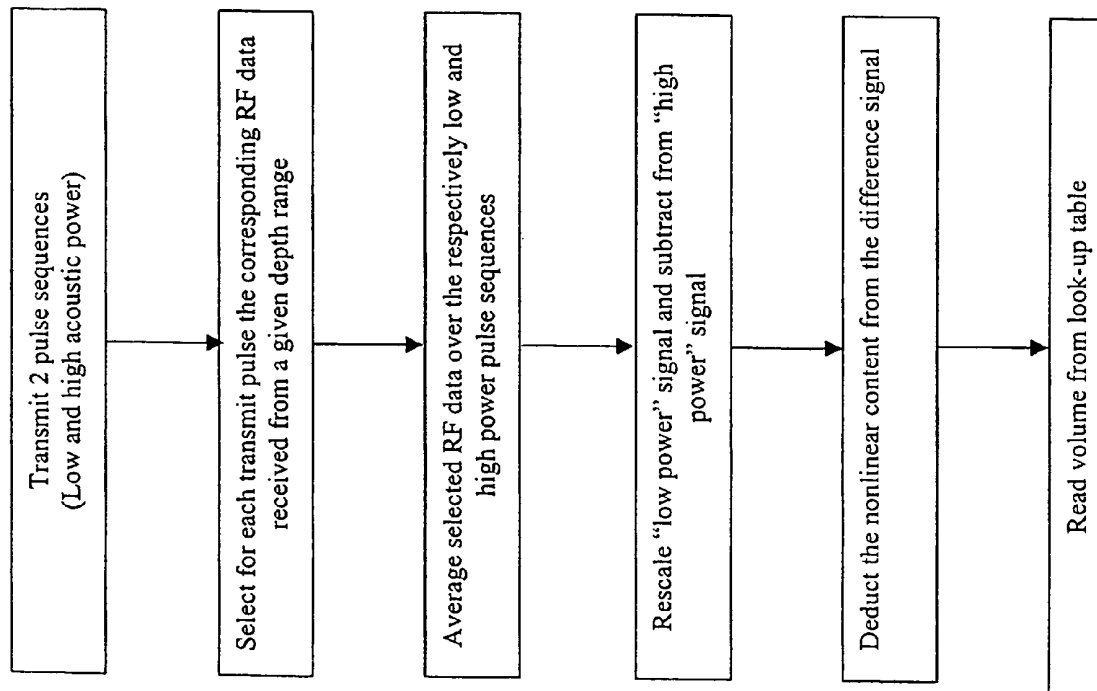 Transmit 2 pulse sequences
(Low and high acoustic power)
Select for each transmit pulse the corresponding RF data
received from a given depth range
Average selected RF data over the respectively low and
high power pulse sequences
Rescale “low power” signal and subtract from “high
power” signal
Deduct the nonlinear content from the difference signal
Read volume from look-up table